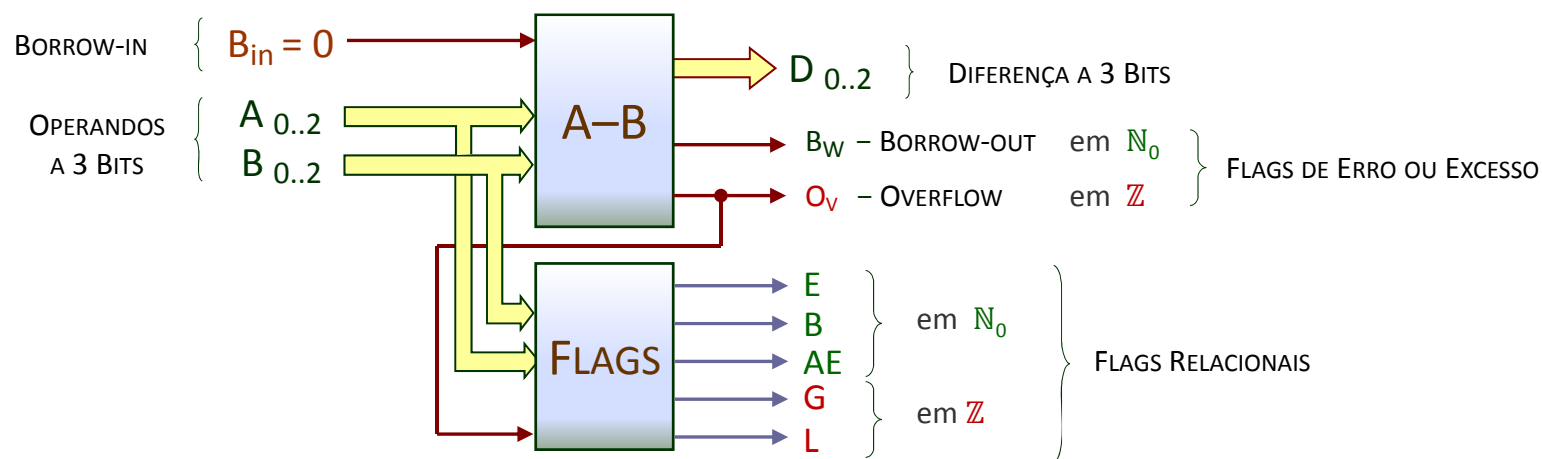 BORROW-IN
Bin = 0
OPERANDOS
A 3 BITS
A 0..2
B 0..2
A–B
D 0..2
DIFERENÇA A 3 BITS
BW – BORROW-OUT em ℕ0
OV – OVERFLOW em ℤ
FLAGS DE ERRO OU EXCESSO
FLAGS
E
B
AE
em ℕ0
G
L
em ℤ
FLAGS RELACIONAIS